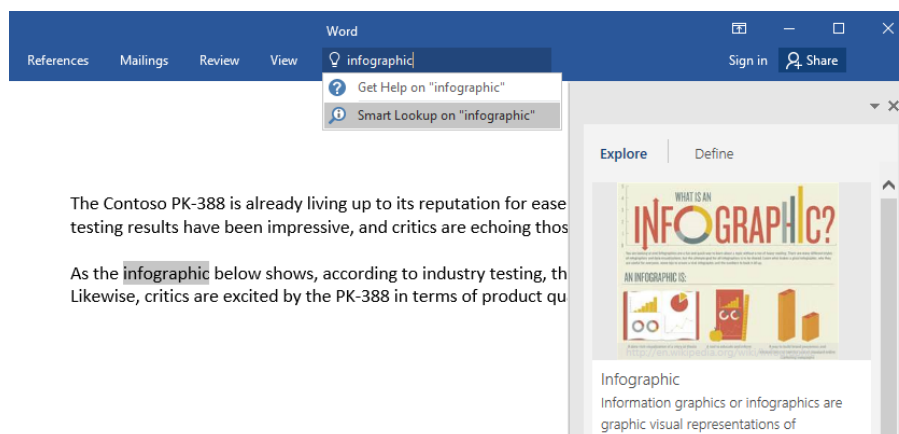 Word
References Mailings Review View infographic Sign in Share
Get Help on "infographic"
Smart Lookup on "infographic"
Explore Define
The Contoso PK-388 is already living up to its reputation for ease
testing results have been impressive, and critics are echoing thos
As the infographic below shows, according to industry testing, th
Likewise, critics are excited by the PK-388 in terms of product qu
WHAT IS AN
INFOGRAPHIC?
AN INFOGRAPHIC IS:
Infographic
Information graphics or infographics are
graphic visual representations of